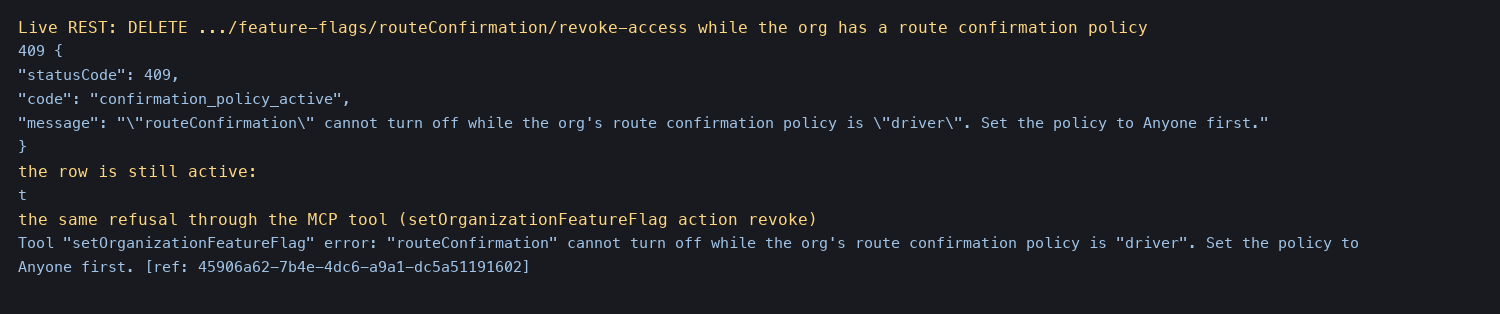 Live REST: DELETE .../feature-flags/routeConfirmation/revoke-access while the org has a route confirmation policy
409 {
"statusCode": 409,
"code": "confirmation_policy_active",
"message": "\"routeConfirmation\" cannot turn off while the org's route confirmation policy is \"driver\". Set the policy to Anyone first."
}
the row is still active:
t
the same refusal through the MCP tool (setOrganizationFeatureFlag action revoke)
Tool "setOrganizationFeatureFlag" error: "routeConfirmation" cannot turn off while the org's route confirmation policy is "driver". Set the policy to
Anyone first. [ref: 45906a62-7b4e-4dc6-a9a1-dc5a51191602]